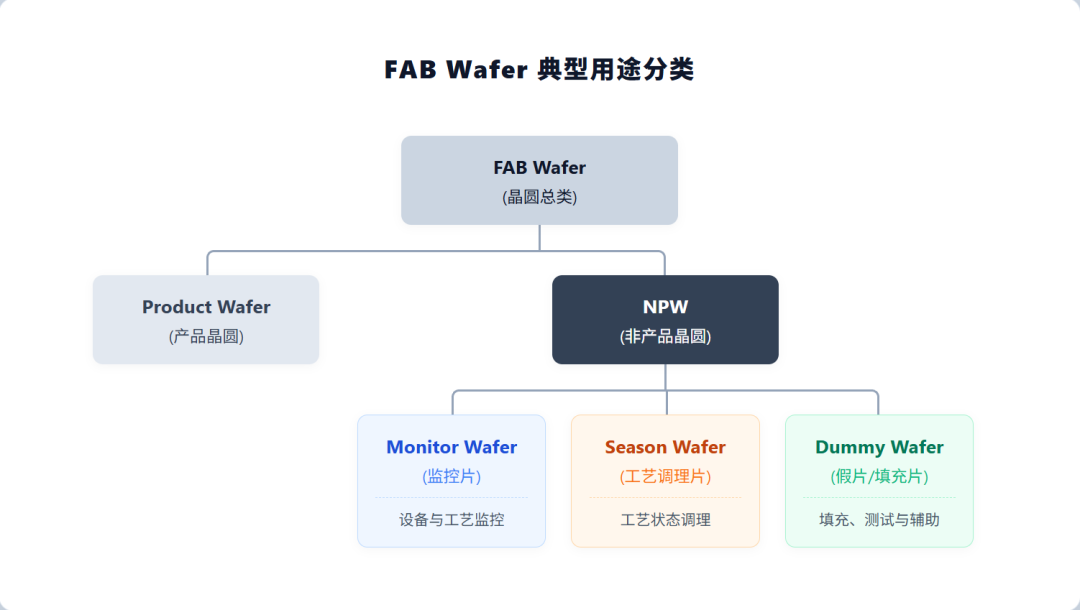 FAB Wafer 典型用途分类
FAB Wafer
(晶圆总类)
Product Wafer
(产品晶圆)
NPW
(非产品晶圆)
Monitor Wafer
(监控片)
设备与工艺监控
Season Wafer
(工艺调理片)
工艺状态调理
Dummy Wafer
(假片/填充片)
填充、测试与辅助